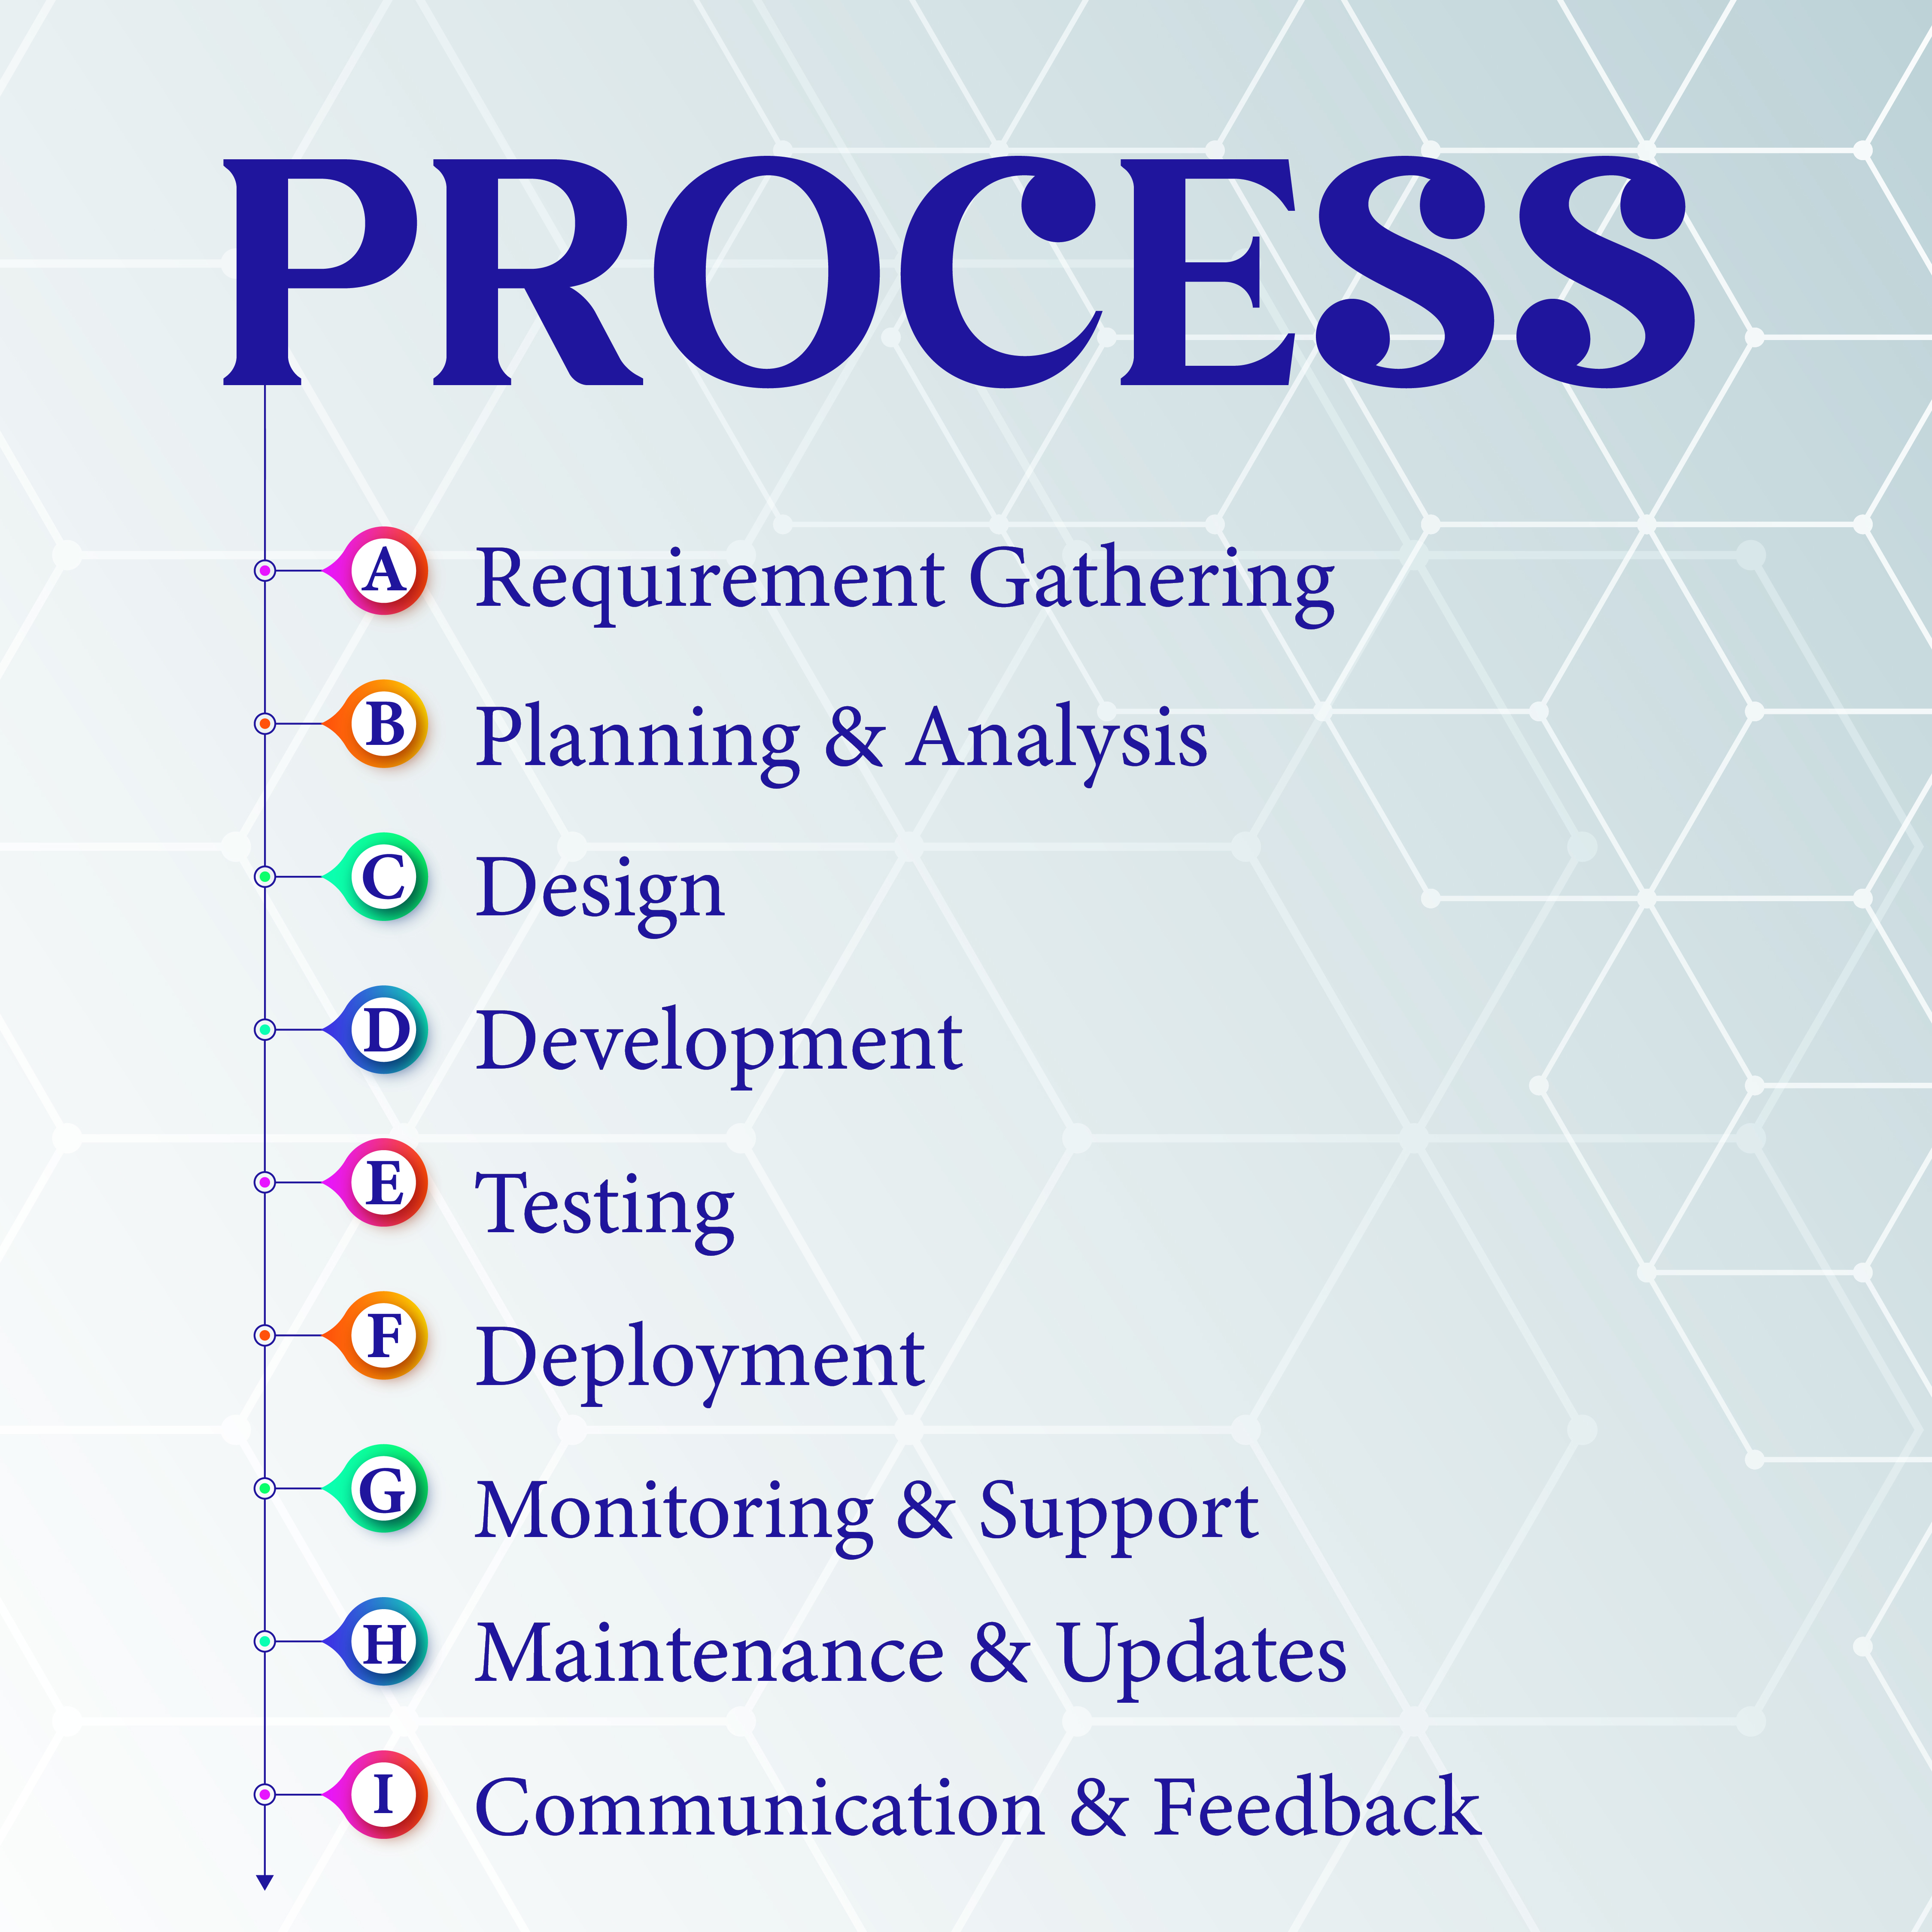 PROCESS
A Requirement Gathering
B Planning & Analysis
C Design
D Development
E Testing
F Deployment
G Monitoring & Support
H Maintenance & Updates
I Communication & Feedback